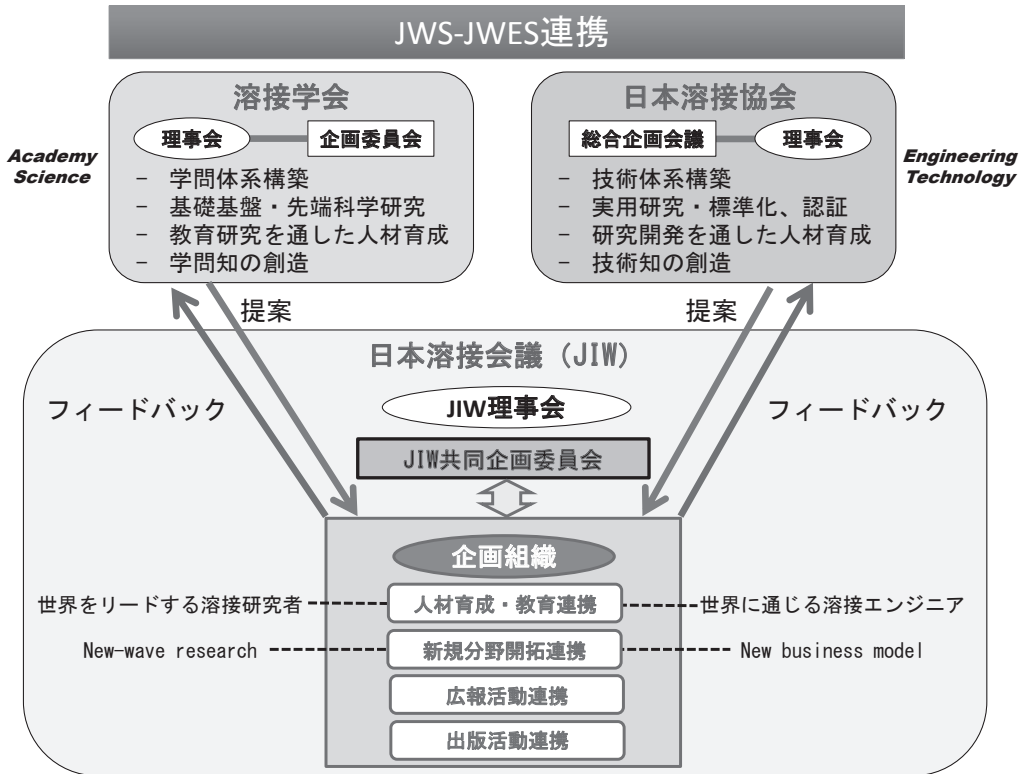 JWS-JWES連携
溶接学会
理事会
企画委員会
Academy
Science
- 学問体系構築
- 基礎基盤・先端科学研究
- 教育研究を通した人材育成
- 学問知の創造
日本溶接協会
総合企画会議
理事会
Engineering
Technology
- 技術体系構築
- 実用研究・標準化、認証
- 研究開発を通した人材育成
- 技術知の創造
提案
提案
日本溶接会議（JIW）
フィードバック
フィードバック
JIW理事会
JIW共同企画委員会
企画組織
世界をリードする溶接研究者
人材育成・教育連携
世界に通じる溶接エンジニア
New-wave research
新規分野開拓連携
New business model
広報活動連携
出版活動連携